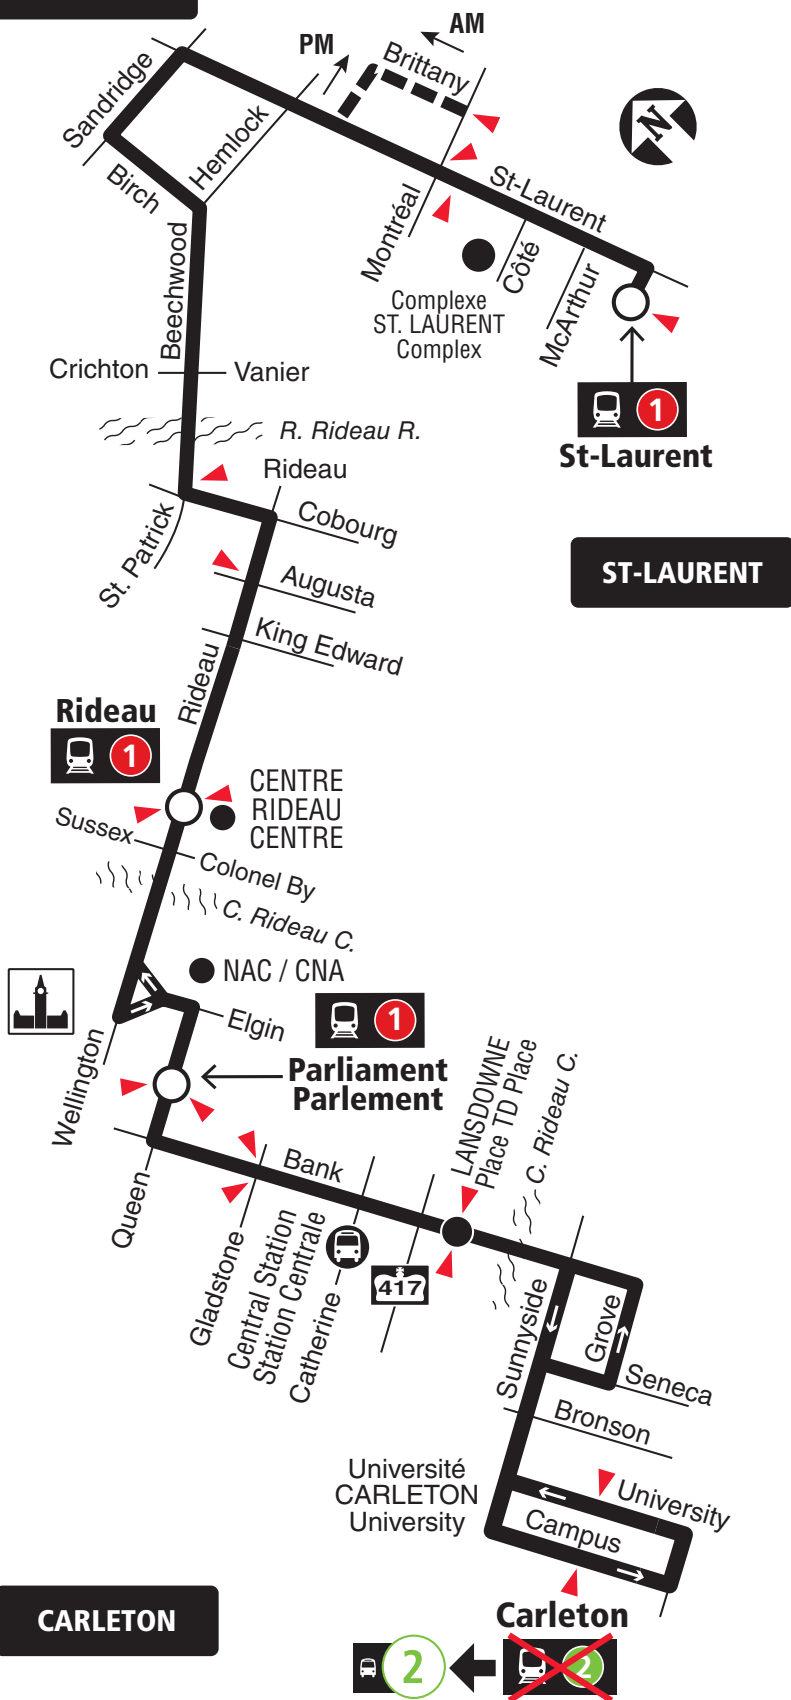 AM
PM
Brittany
Sandridge
Hemlock
Birch
N
St-Laurent
Montréal
Côté
McArthur
Beechwood
Complexe
ST. LAURENT
Complex
Crichton
Vanier
1
St-Laurent
R. Rideau R.
Rideau
Cobourg
St. Patrick
Augusta
ST-LAURENT
King Edward
Rideau
Rideau
1
CENTRE
RIDEAU
CENTRE
Sussex
Colonel By
C. Rideau C.
NAC / CNA
Elgin
1
Wellington
Parliament
Parlement
LANSDOWNE
Place TD Place
C. Rideau C.
Bank
Queen
Gladstone
Central Station
Station Centrale
Catherine
417
Sunnyside
Grove
Seneca
Bronson
Université
CARLETON
University
University
Campus
CARLETON
Carleton
2
2